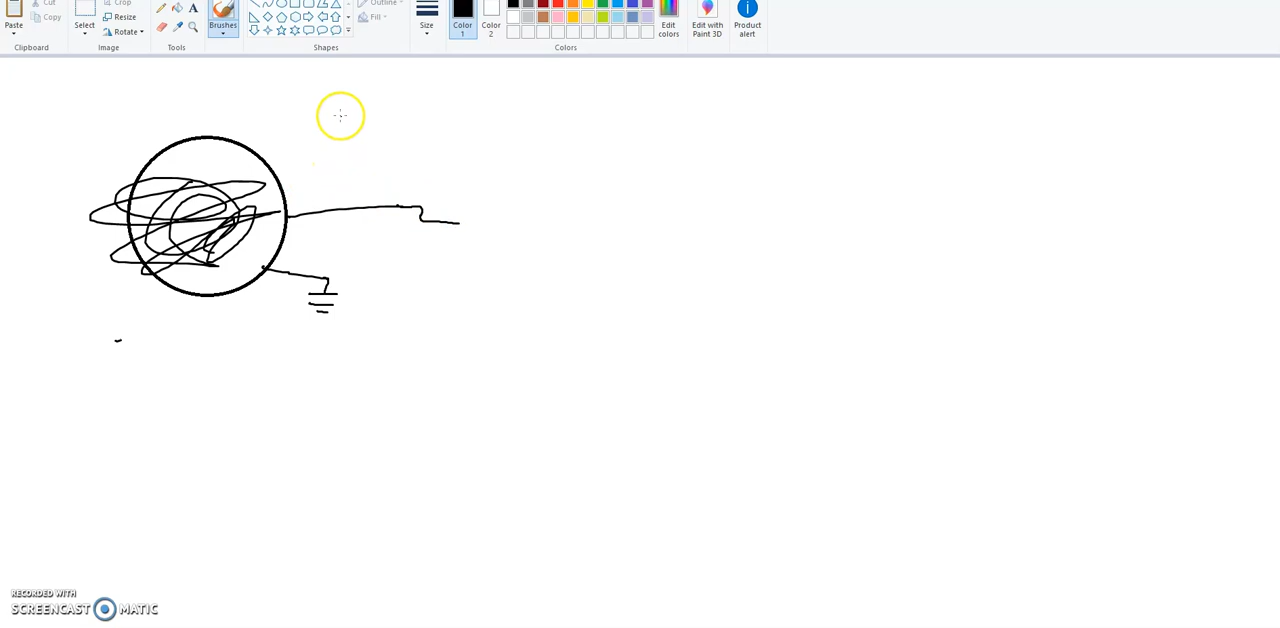 Cut
Crop
Outline
Paste
Copy
Select
Resize
Rotate
A
Brushes
Fill
Size
Color
1
Color
2
Edit
colors
Edit with
Paint 3D
Product
alert
Clipboard
Image
Tools
Shapes
Colors
RECORDED WITH
SCREENCAST MATIC